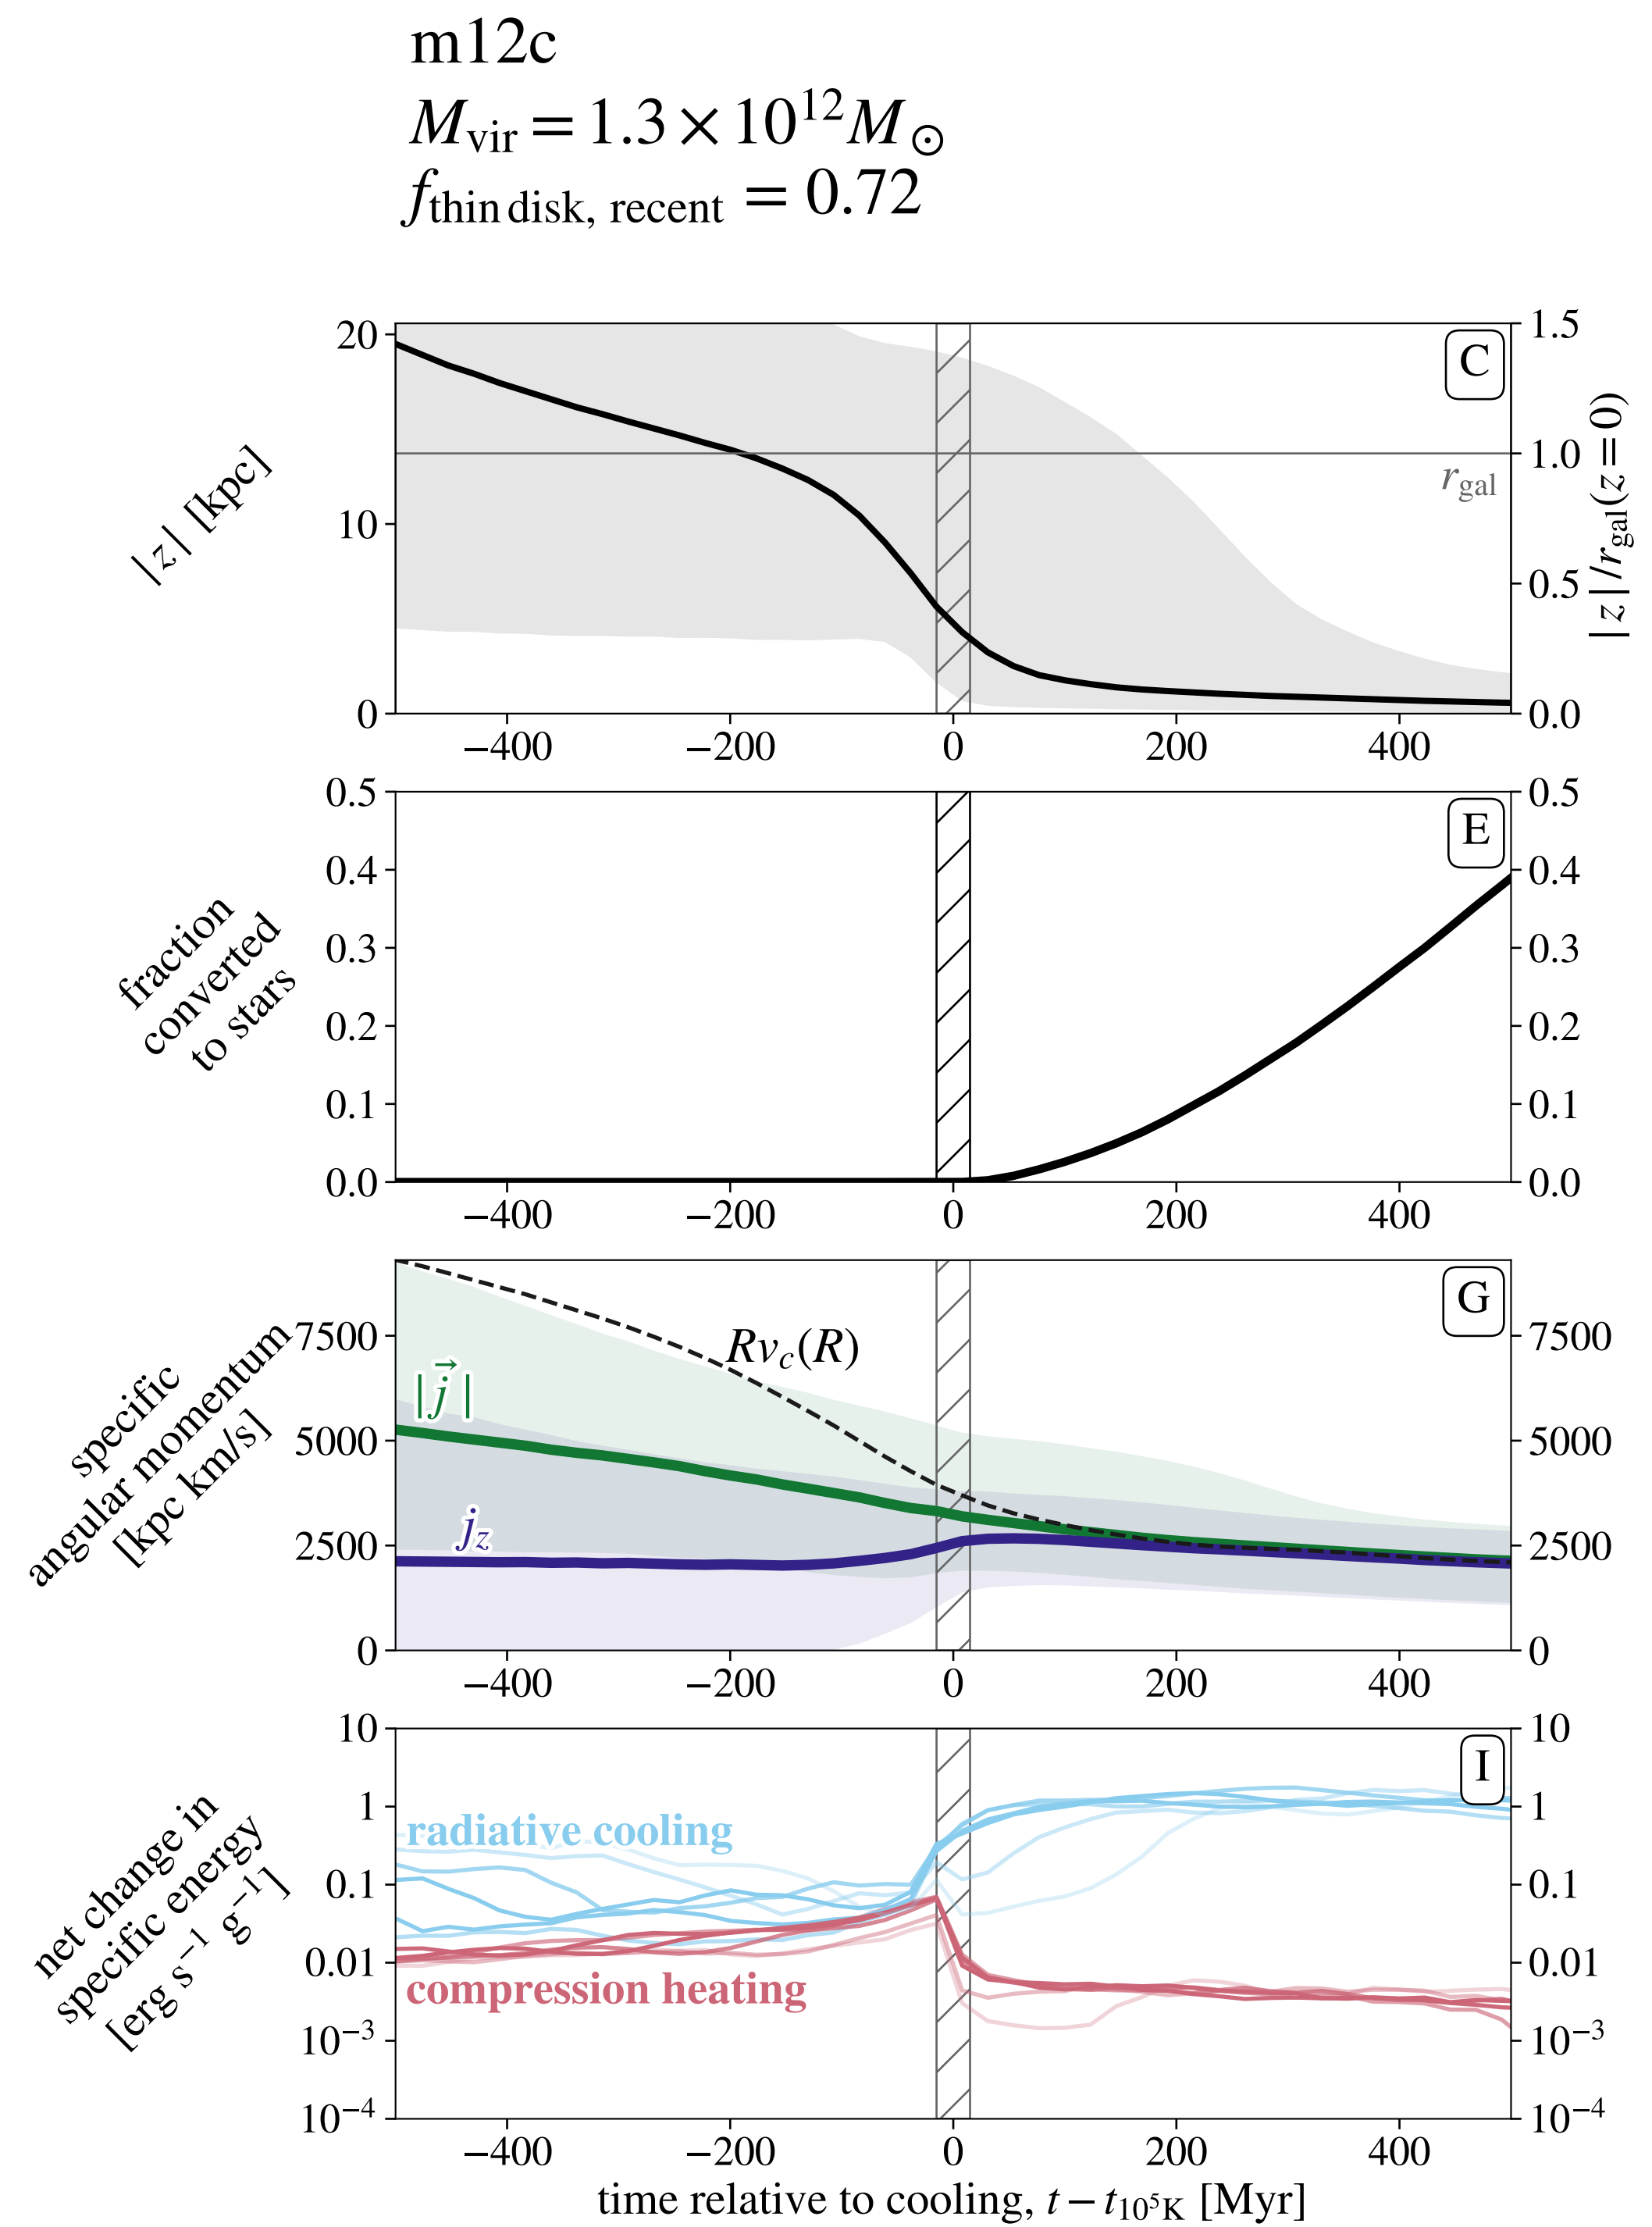 m12c
M_vir = 1.3 × 10^12 M_⊙
f_thin disk, recent = 0.72
|z| [kpc]
20
10
0
C
r_gal
1.5
1.0
0.5
0.0
|z|/r_gal(z=0)
−400 −200 0 200 400
fraction
converted
to stars
0.5
0.4
0.3
0.2
0.1
0.0
E
0.5
0.4
0.3
0.2
0.1
0.0
−400 −200 0 200 400
specific
angular momentum
[kpc km/s]
7500
5000
2500
0
G
Rv_c(R)
|j⃗|
j_z
7500
5000
2500
0
−400 −200 0 200 400
net change in
specific energy
[erg s^−1 g^−1]
10
1
0.1
0.01
10^−3
10^−4
I
radiative cooling
compression heating
10
1
0.1
0.01
10^−3
10^−4
−400 −200 0 200 400
time relative to cooling, t − t_10^5K [Myr]